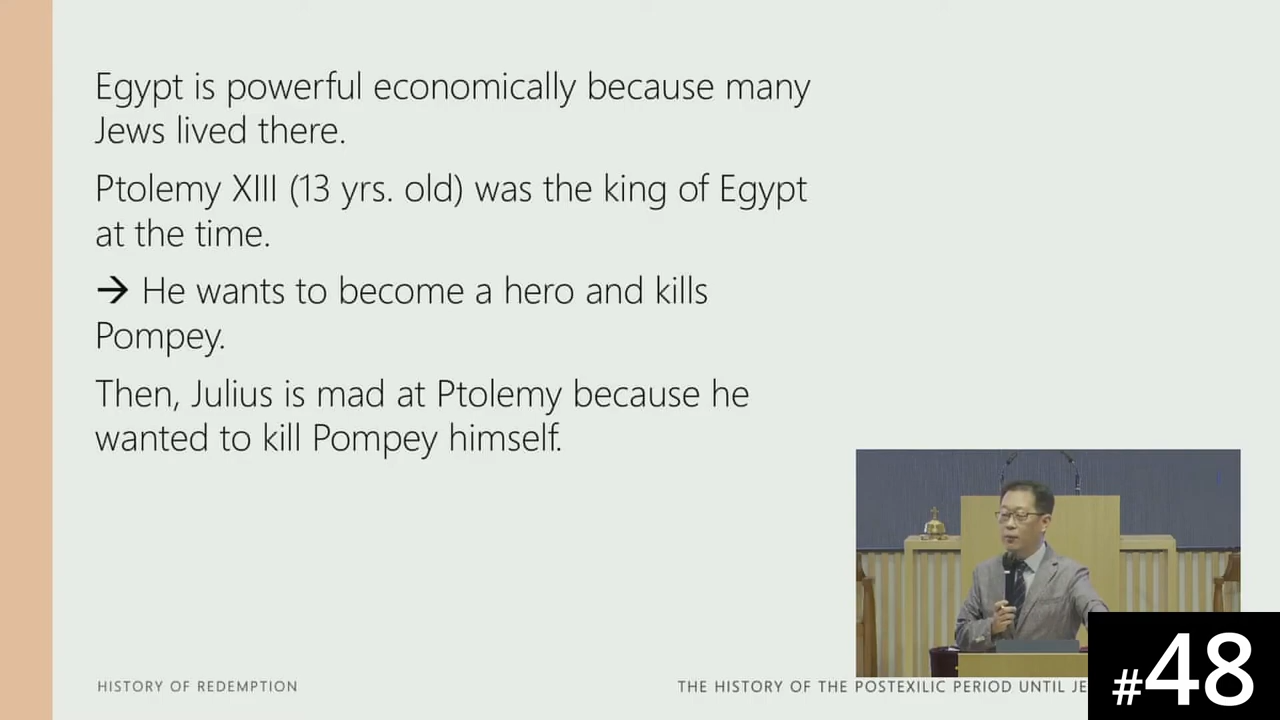 Egypt is powerful economically because many
Jews lived there.
Ptolemy XIII (13 yrs. old) was the king of Egypt
at the time.
→ He wants to become a hero and kills
Pompey.
Then, Julius is mad at Ptolemy because he
wanted to kill Pompey himself.
HISTORY OF REDEMPTION
THE HISTORY OF THE POSTEXILIC PERIOD UNTIL JE
#48